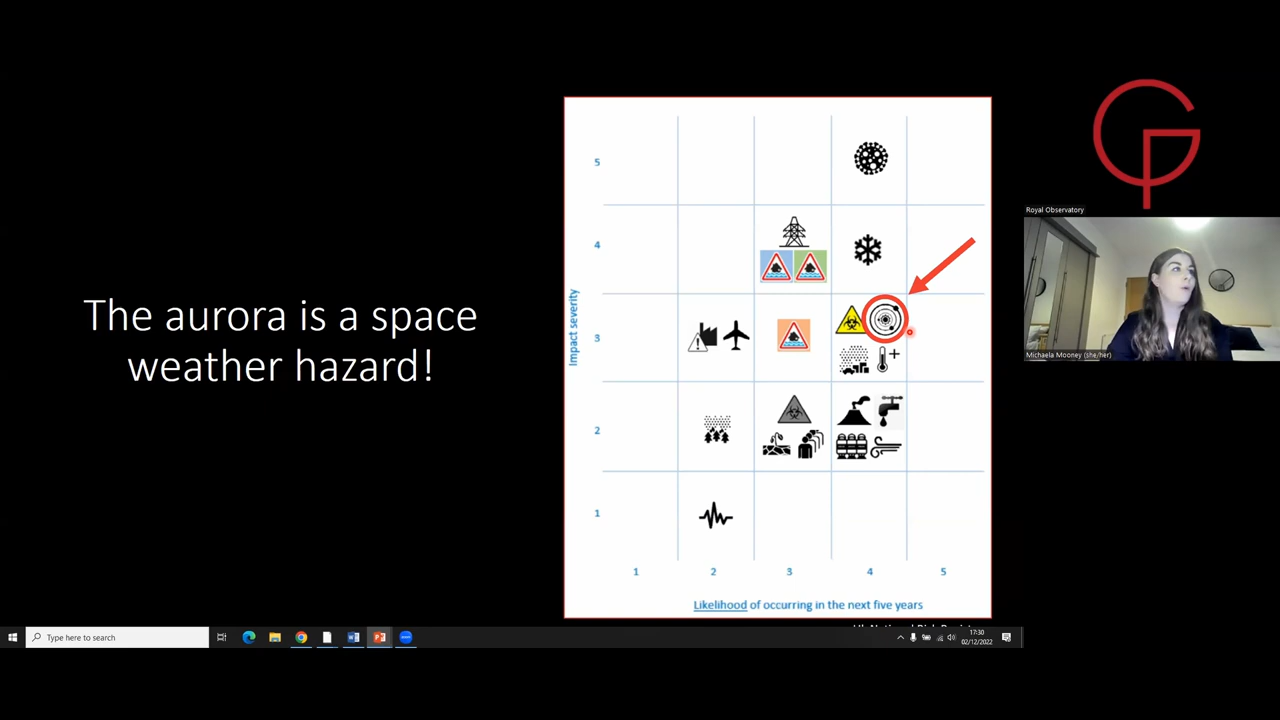 The aurora is a space
weather hazard!
Impact severity
5
4
3
2
1
1 2 3 4 5
Likelihood of occurring in the next five years
Royal Observatory
Michaela Mooney (she/her)
Type here to search
17:30
02/12/2022